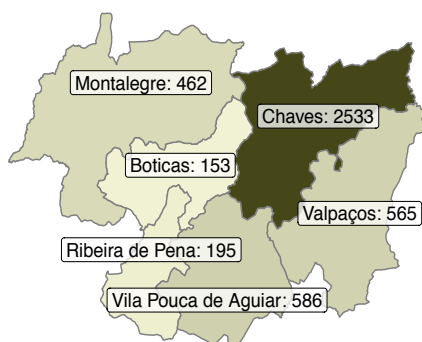 Montalegre: 462
Chaves: 2533
Boticas: 153
Valpaços: 565
Ribeira de Pena: 195
Vila Pouca de Aguiar: 586